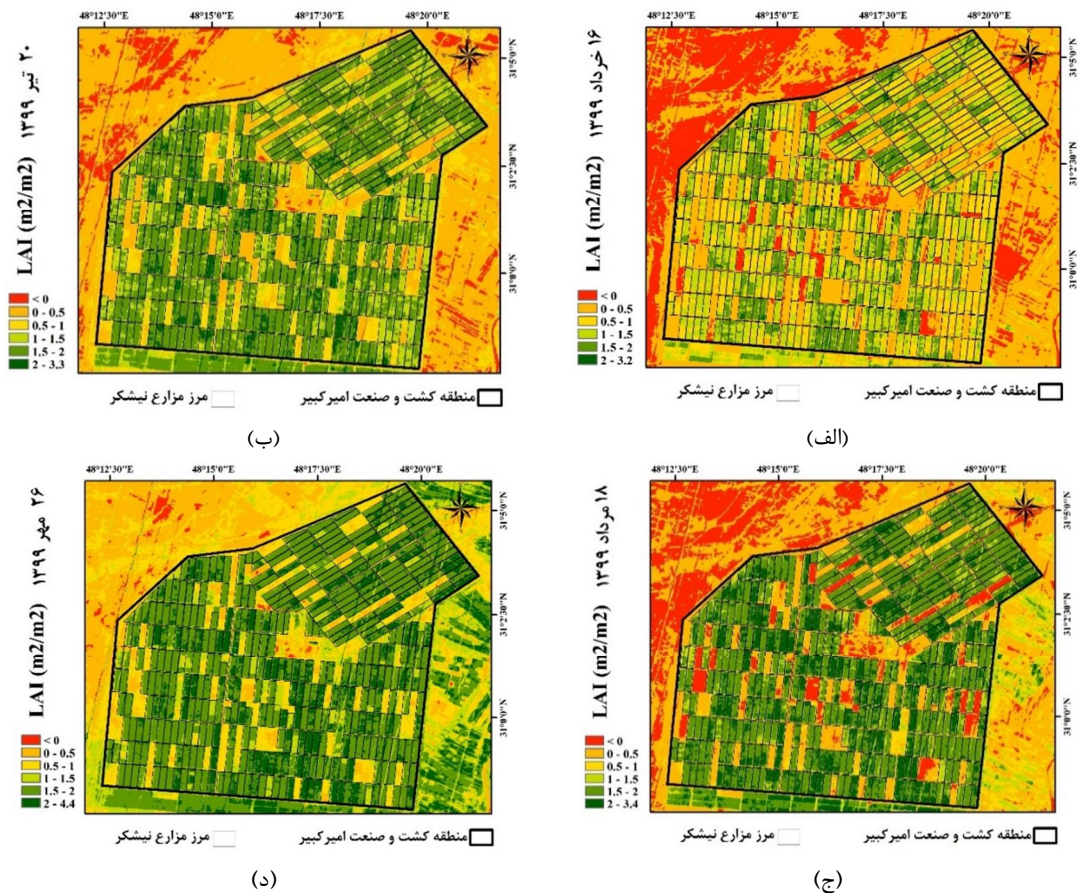 48°12'30"E 48°15'0"E 48°17'30"E 48°20'0"E
۱۶خرداد ۱۳۹۹
31°5'0"N
31°2'30"N
31°0'0"N
LAI (m2/m2)
< 0
0 - 0.5
0.5 - 1
1 - 1.5
1.5 - 2
2 - 3.2
منطقه کشت و صنعت امیرکبیر مرز مزارع نیشکر
(الف)
48°12'30"E 48°15'0"E 48°17'30"E 48°20'0"E
۲۰ تیر ۱۳۹۹
31°5'0"N
31°2'30"N
31°0'0"N
LAI (m2/m2)
< 0
0 - 0.5
0.5 - 1
1 - 1.5
1.5 - 2
2 - 3.3
منطقه کشت و صنعت امیرکبیر مرز مزارع نیشکر
(ب)
48°12'30"E 48°15'0"E 48°17'30"E 48°20'0"E
۱۸ مرداد ۱۳۹۹
31°5'0"N
31°2'30"N
31°0'0"N
LAI (m2/m2)
< 0
0 - 0.5
0.5 - 1
1 - 1.5
1.5 - 2
2 - 3.4
منطقه کشت و صنعت امیرکبیر مرز مزارع نیشکر
(ج)
48°12'30"E 48°15'0"E 48°17'30"E 48°20'0"E
۲۶ مهر ۱۳۹۹
31°5'0"N
31°2'30"N
31°0'0"N
LAI (m2/m2)
< 0
0 - 0.5
0.5 - 1
1 - 1.5
1.5 - 2
2 - 4.4
منطقه کشت و صنعت امیرکبیر مرز مزارع نیشکر
(د)